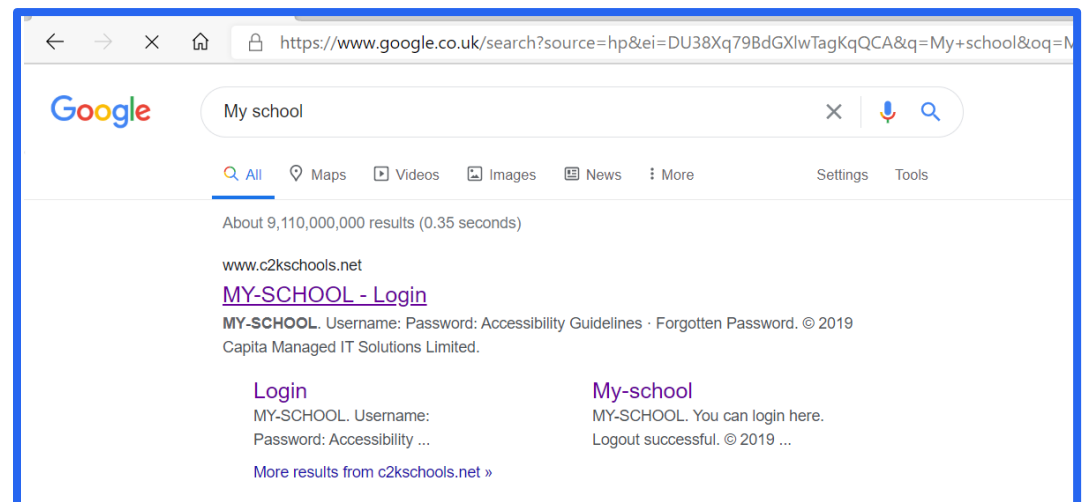 https://www.google.co.uk/search?source=hp&ei=DU38Xq79BdGXlwTagKqQCA&q=My+school&oq=M
Google
My school
All Maps Videos Images News More Settings Tools
About 9,110,000,000 results (0.35 seconds)
www.c2kschools.net
MY-SCHOOL - Login
MY-SCHOOL. Username: Password: Accessibility Guidelines · Forgotten Password. © 2019
Capita Managed IT Solutions Limited.
Login
MY-SCHOOL. Username:
Password: Accessibility ...
My-school
MY-SCHOOL. You can login here.
Logout successful. © 2019 ...
More results from c2kschools.net »